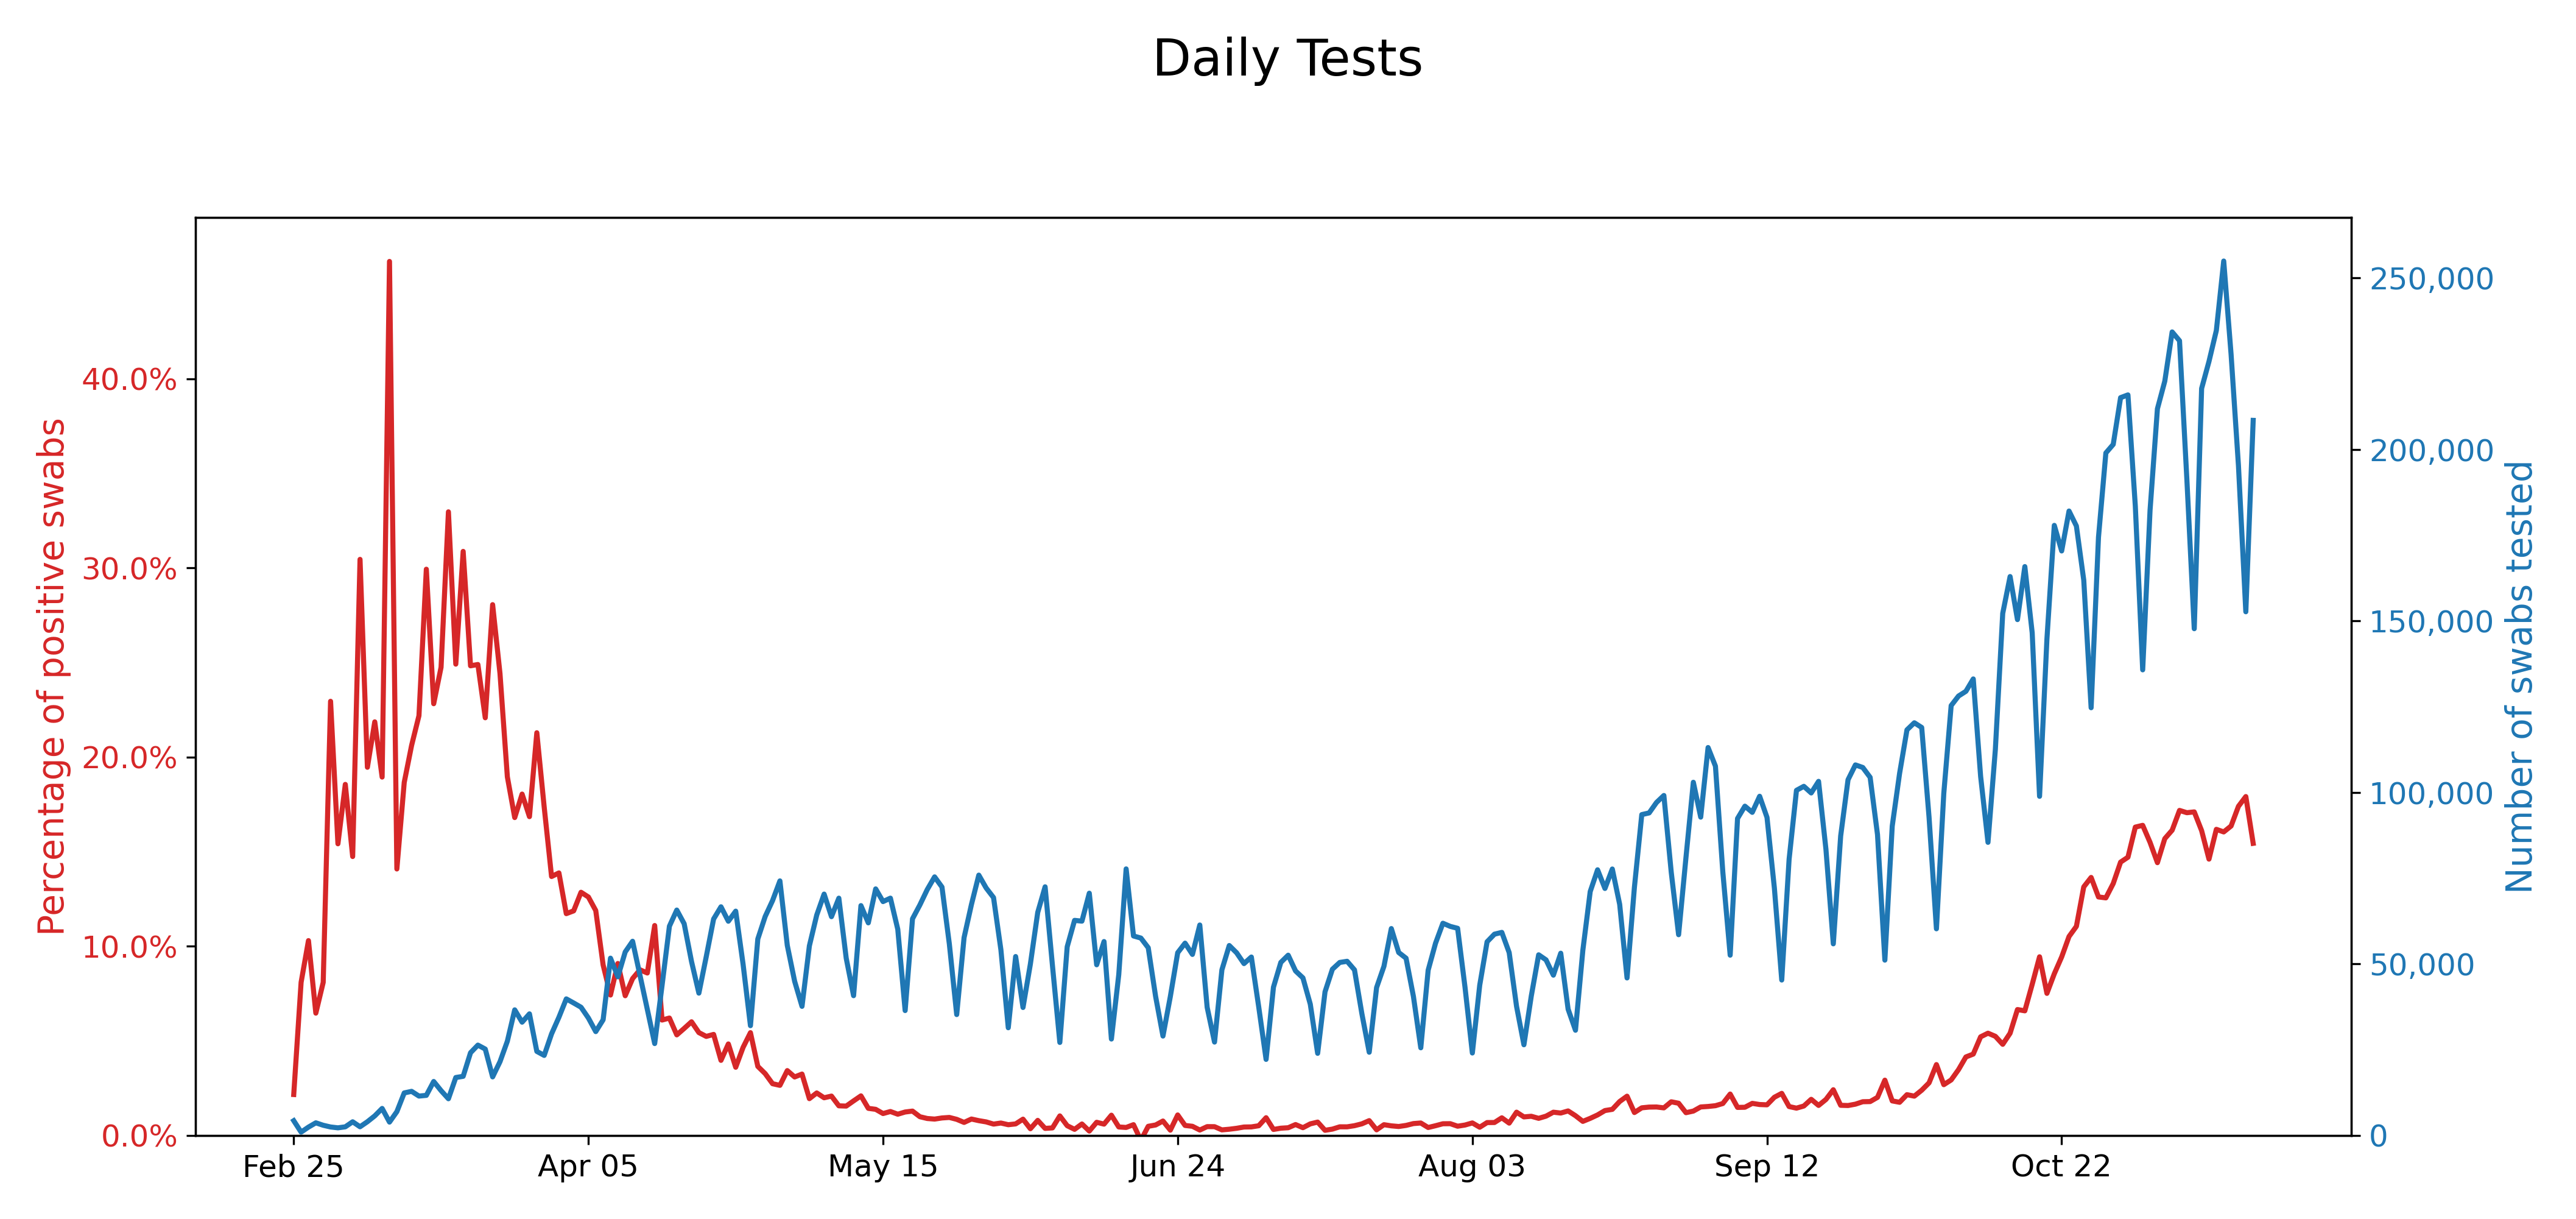 Daily Tests
Percentage of positive swabs
40.0%
30.0%
20.0%
10.0%
0.0%
250,000
200,000
150,000
100,000
50,000
0
Number of swabs tested
Feb 25
Apr 05
May 15
Jun 24
Aug 03
Sep 12
Oct 22